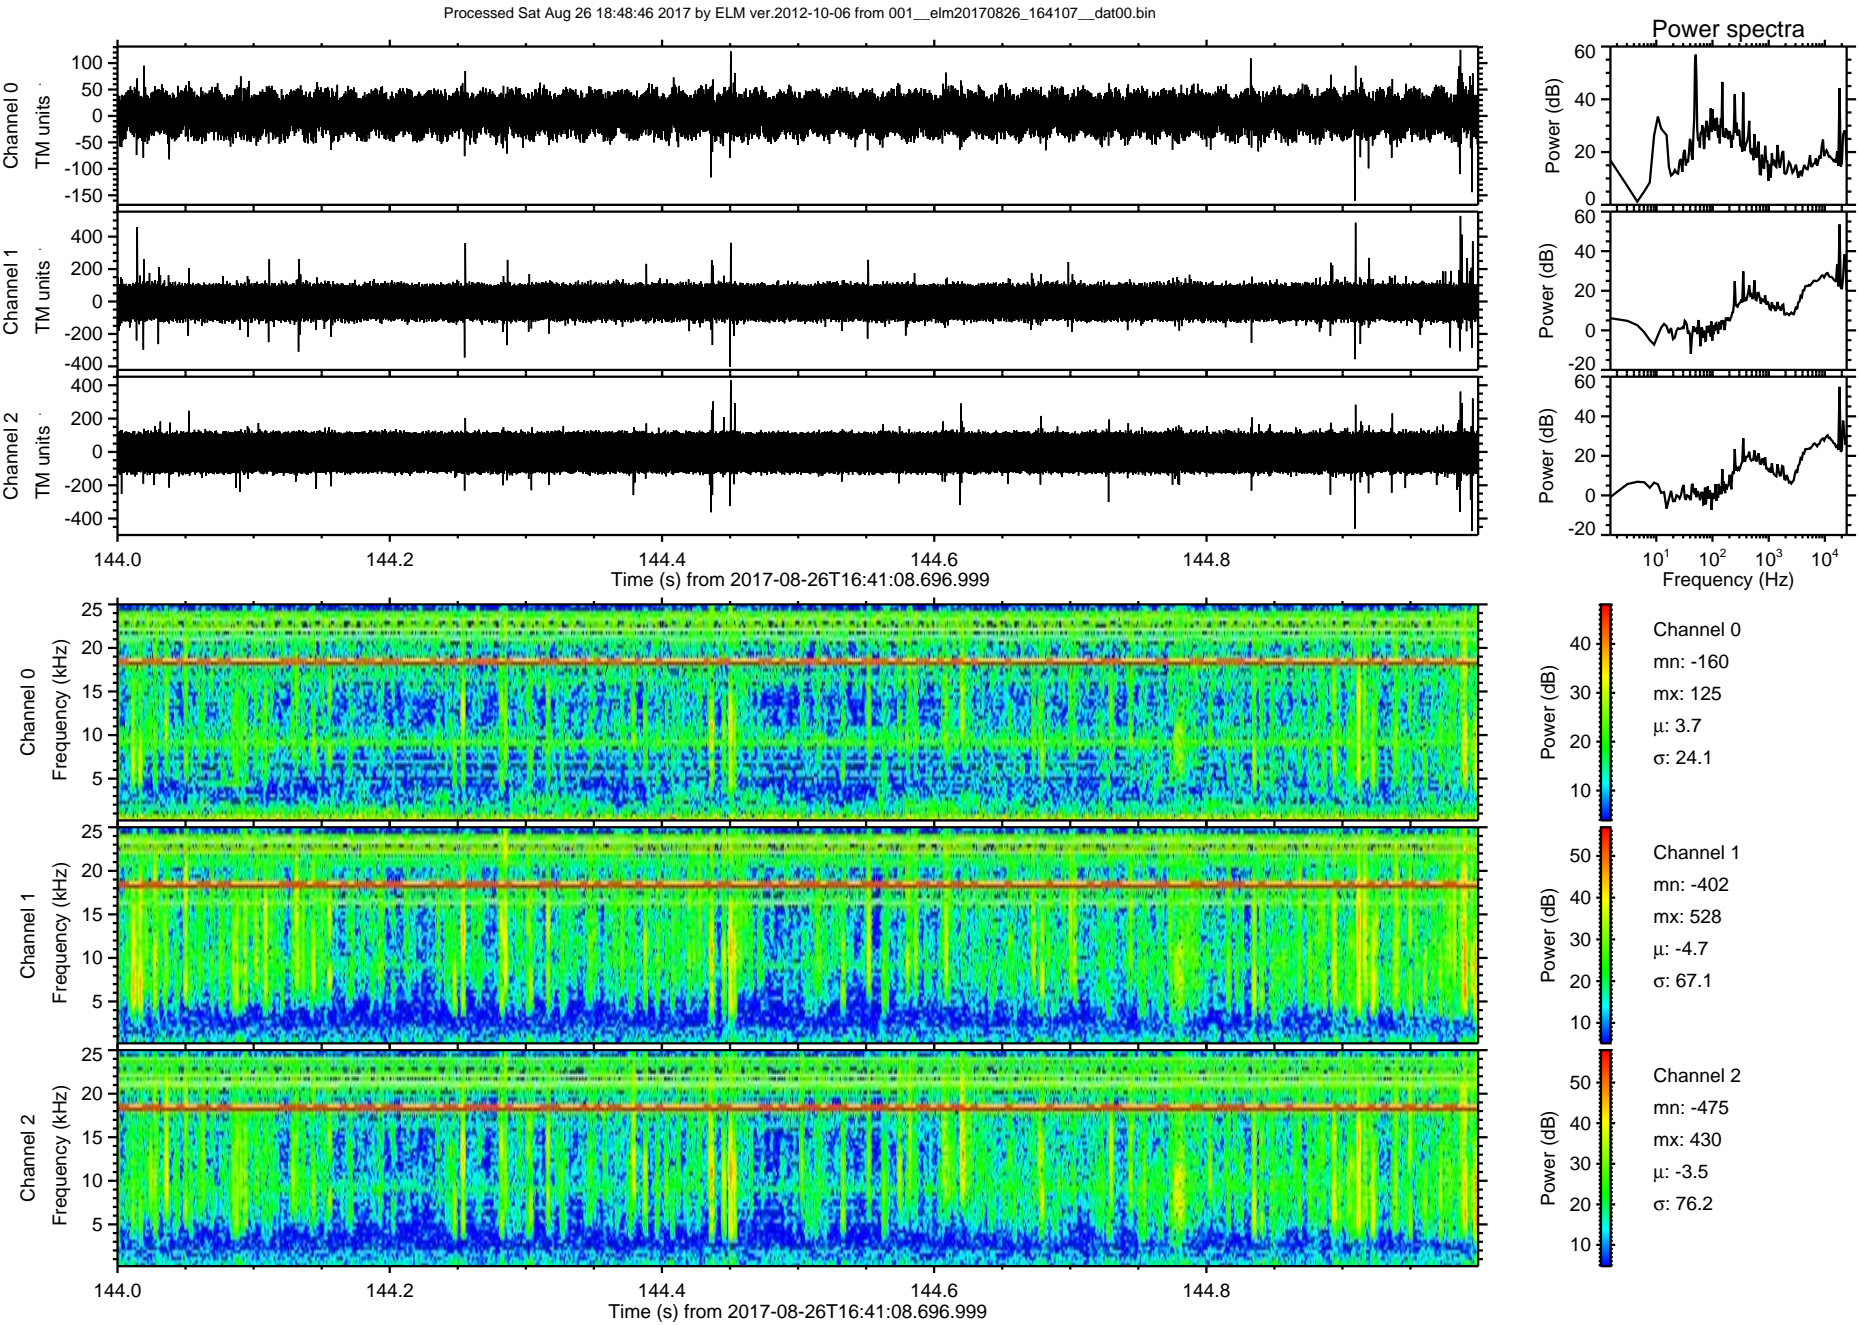 Processed Sat Aug 26 18:48:46 2017 by ELM ver.2012-10-06 from 001__elm20170826_164107__dat00.bin
Power spectra
Channel 0
TM units
100
50
0
-50
-100
-150
Power (dB)
60
40
20
0
Channel 1
TM units
400
200
0
-200
-400
Power (dB)
60
40
20
0
-20
Channel 2
TM units
400
200
0
-200
-400
Power (dB)
60
40
20
0
-20
144.0 144.2 144.4 144.6 144.8
Time (s) from 2017-08-26T16:41:08.696.999
10^1 10^2 10^3 10^4
Frequency (Hz)
Channel 0
Frequency (kHz)
25
20
15
10
5
Power (dB)
40
30
20
10
Channel 0
mn: -160
mx: 125
μ: 3.7
σ: 24.1
Channel 1
Frequency (kHz)
25
20
15
10
5
Power (dB)
50
40
30
20
10
Channel 1
mn: -402
mx: 528
μ: -4.7
σ: 67.1
Channel 2
Frequency (kHz)
25
20
15
10
5
Power (dB)
50
40
30
20
10
Channel 2
mn: -475
mx: 430
μ: -3.5
σ: 76.2
144.0 144.2 144.4 144.6 144.8
Time (s) from 2017-08-26T16:41:08.696.999